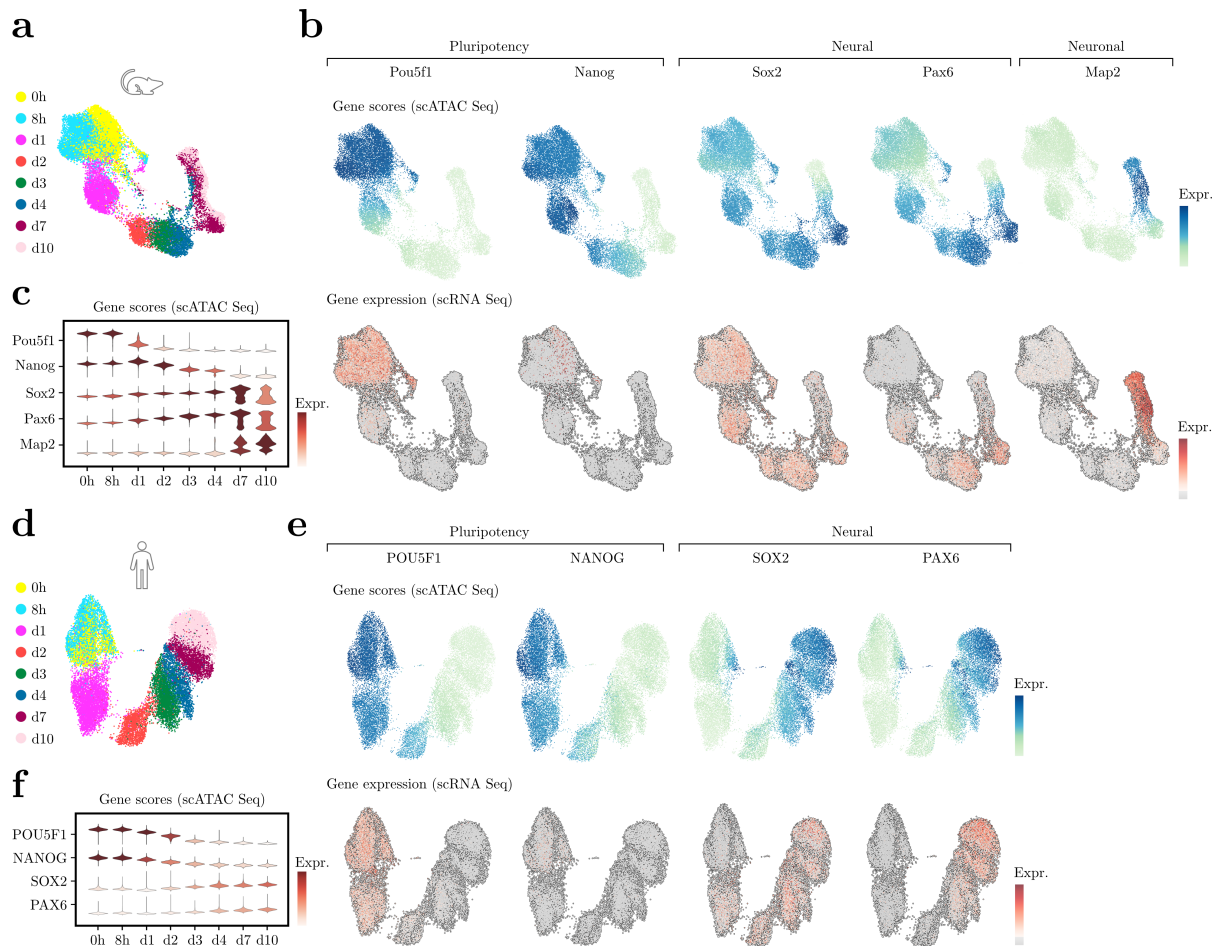 a
0h
8h
d1
d2
d3
d4
d7
d10
b
Pluripotency Neural Neuronal
Pou5f1 Nanog Sox2 Pax6 Map2
Gene scores (scATAC Seq)
Expr.
Gene expression (scRNA Seq)
Expr.
c
Gene scores (scATAC Seq)
Pou5f1
Nanog
Sox2
Pax6
Map2
0h 8h d1 d2 d3 d4 d7 d10
Expr.
d
0h
8h
d1
d2
d3
d4
d7
d10
e
Pluripotency Neural
POU5F1 NANOG SOX2 PAX6
Gene scores (scATAC Seq)
Expr.
Gene expression (scRNA Seq)
Expr.
f
Gene scores (scATAC Seq)
POU5F1
NANOG
SOX2
PAX6
0h 8h d1 d2 d3 d4 d7 d10
Expr.